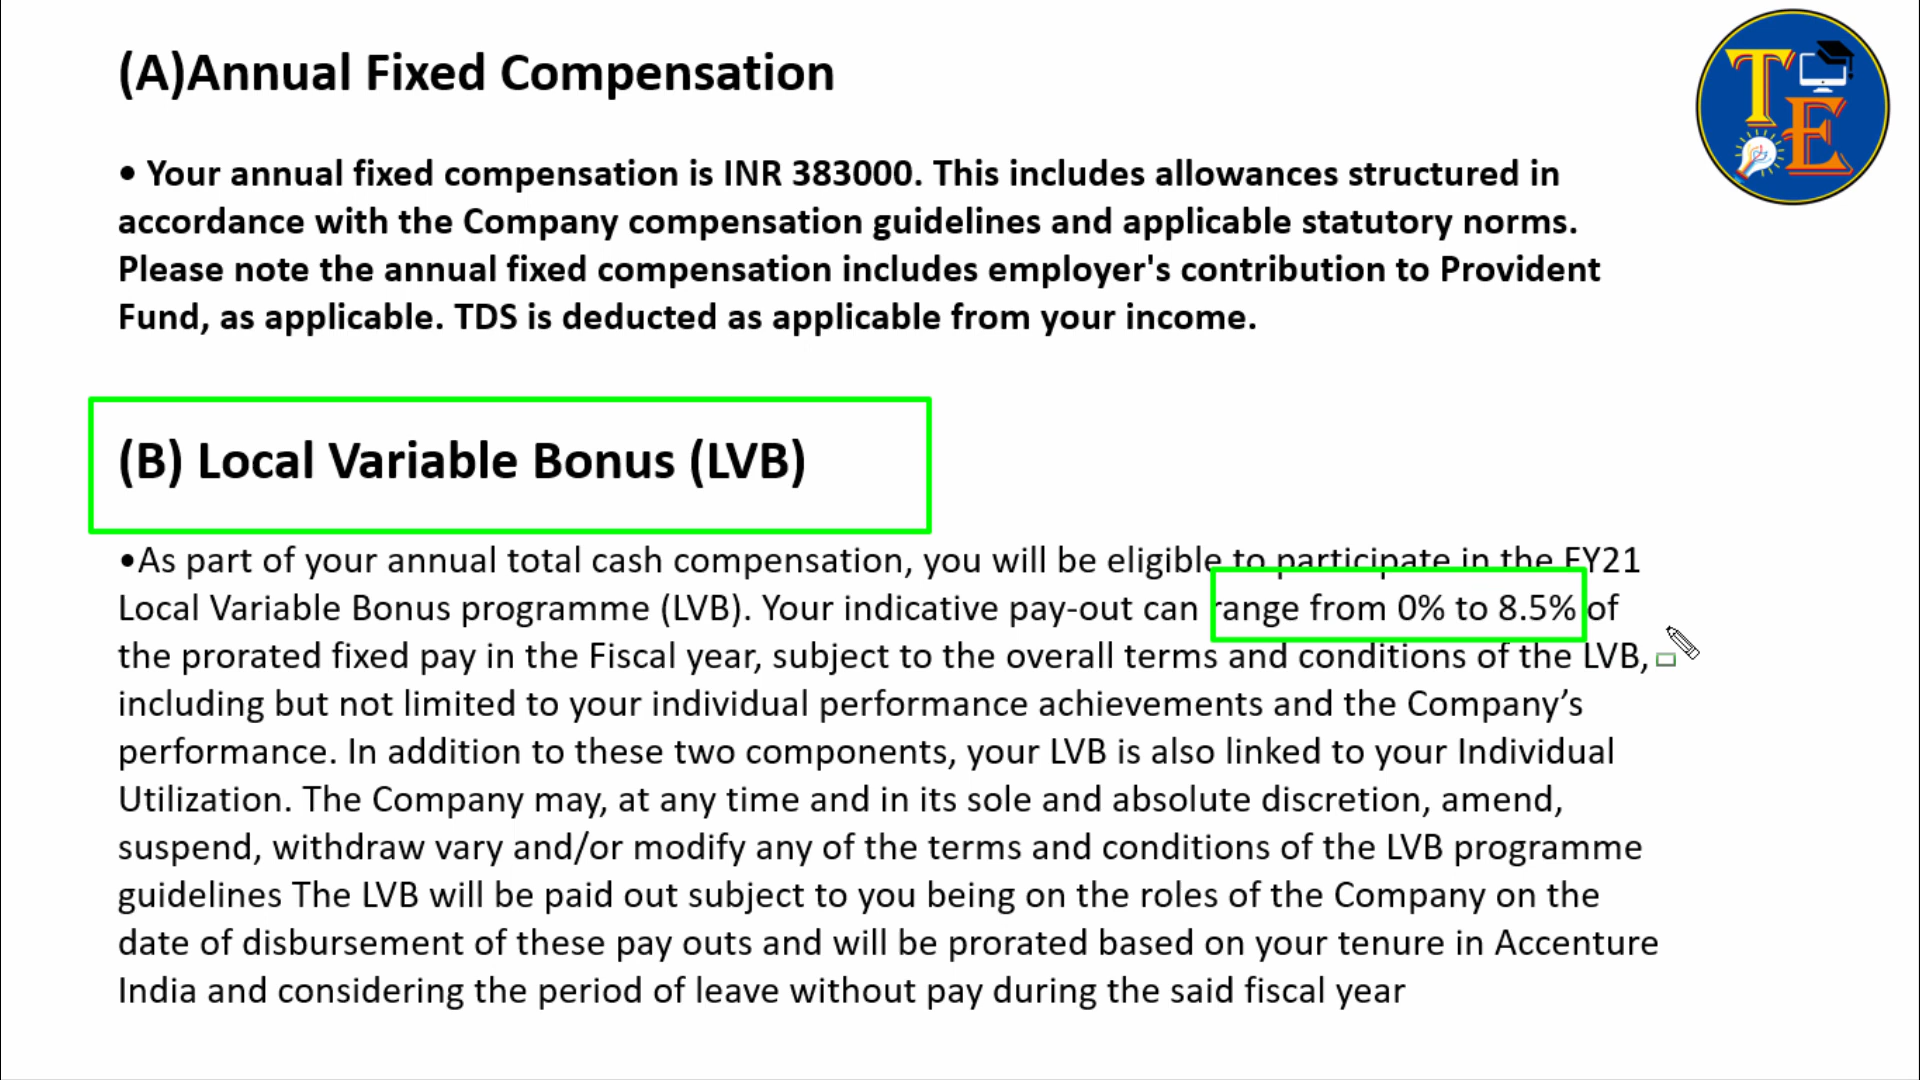 (A)Annual Fixed Compensation
• Your annual fixed compensation is INR 383000. This includes allowances structured in
accordance with the Company compensation guidelines and applicable statutory norms.
Please note the annual fixed compensation includes employer's contribution to Provident
Fund, as applicable. TDS is deducted as applicable from your income.
(B) Local Variable Bonus (LVB)
•As part of your annual total cash compensation, you will be eligible to participate in the FY21
Local Variable Bonus programme (LVB). Your indicative pay-out can range from 0% to 8.5% of
the prorated fixed pay in the Fiscal year, subject to the overall terms and conditions of the LVB,
including but not limited to your individual performance achievements and the Company’s
performance. In addition to these two components, your LVB is also linked to your Individual
Utilization. The Company may, at any time and in its sole and absolute discretion, amend,
suspend, withdraw vary and/or modify any of the terms and conditions of the LVB programme
guidelines The LVB will be paid out subject to you being on the roles of the Company on the
date of disbursement of these pay outs and will be prorated based on your tenure in Accenture
India and considering the period of leave without pay during the said fiscal year
TE